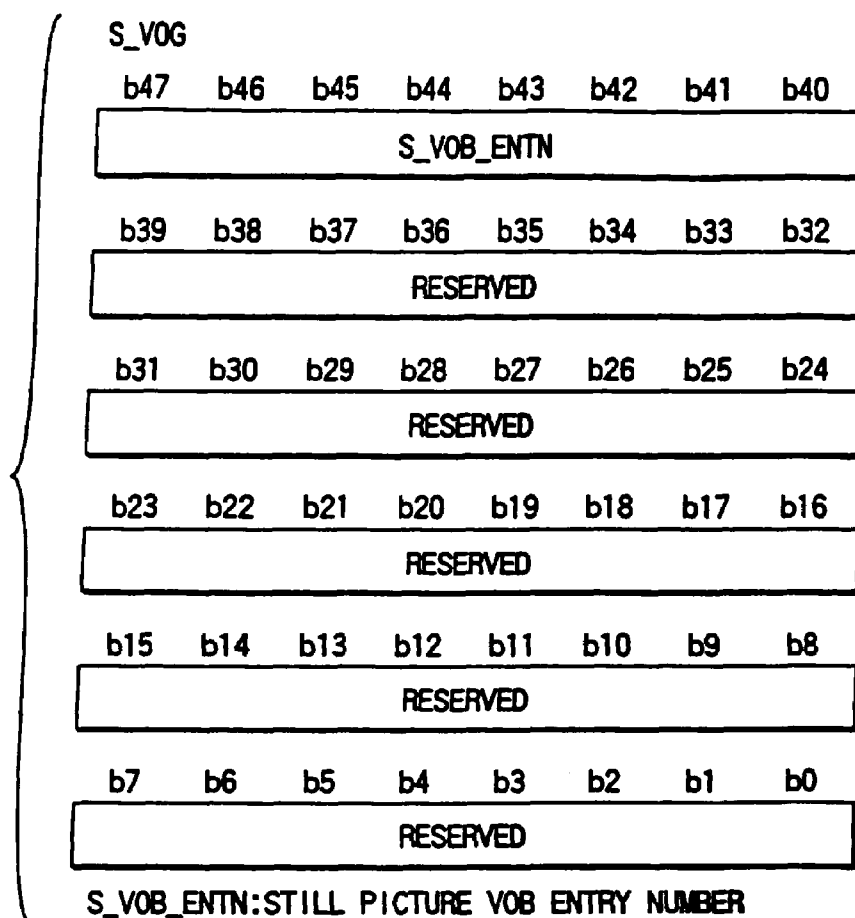 S_VOG
b47 b46 b45 b44 b43 b42 b41 b40
S_VOB_ENTN
b39 b38 b37 b36 b35 b34 b33 b32
RESERVED
b31 b30 b29 b28 b27 b26 b25 b24
RESERVED
b23 b22 b21 b20 b19 b18 b17 b16
RESERVED
b15 b14 b13 b12 b11 b10 b9 b8
RESERVED
b7 b6 b5 b4 b3 b2 b1 b0
RESERVED
S_VOB_ENTN:STILL PICTURE VOB ENTRY NUMBER